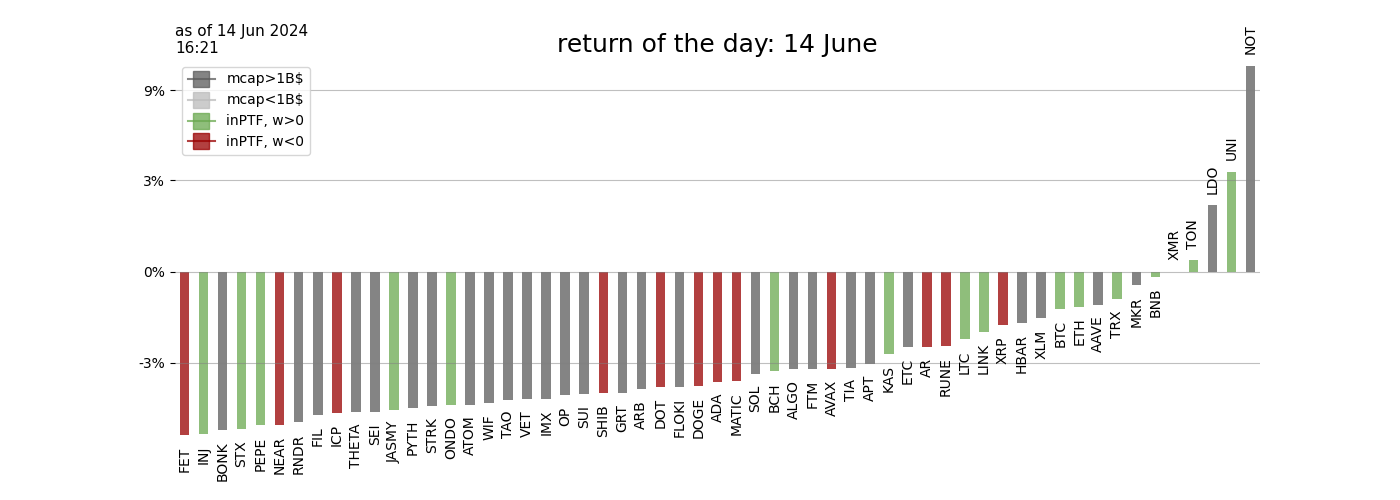 as of 14 Jun 2024
16:21
return of the day: 14 June
mcap>1B$
mcap<1B$
inPTF, w>0
inPTF, w<0
9%
3%
0%
-3%
FET
INJ
BONK
STX
PEPE
NEAR
RNDR
FIL
ICP
THETA
SEI
JASMY
PYTH
STRK
ONDO
ATOM
WIF
TAO
VET
IMX
OP
SUI
SHIB
GRT
ARB
DOT
FLOKI
DOGE
ADA
MATIC
SOL
BCH
ALGO
FTM
AVAX
TIA
APT
KAS
ETC
AR
RUNE
LTC
LINK
XRP
HBAR
XLM
BTC
ETH
AAVE
TRX
MKR
BNB
XMR
TON
LDO
UNI
NOT